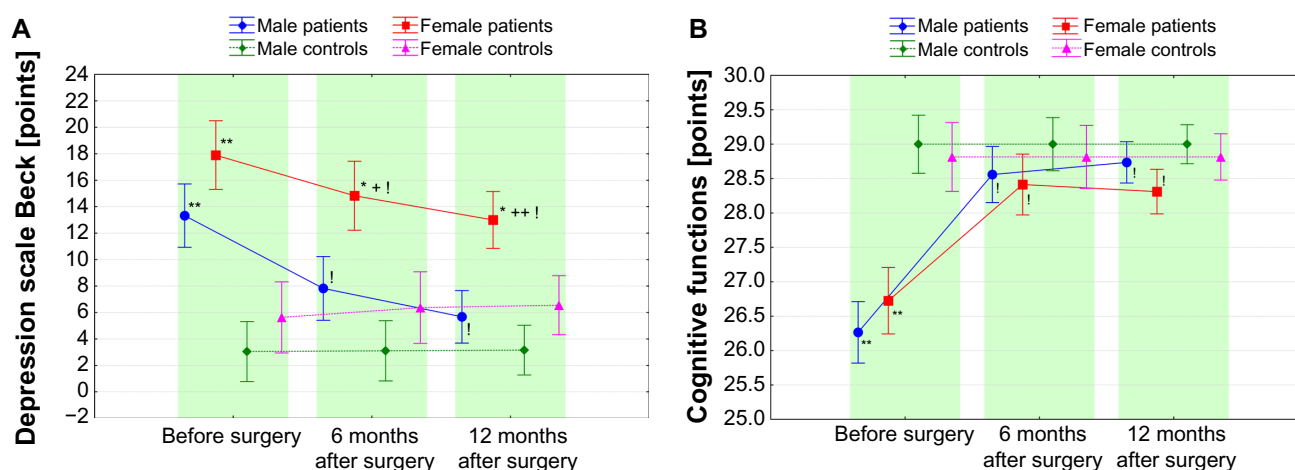 A
Male patients
Female patients
Male controls
Female controls
Depression scale Beck [points]
24
22
20
18
16
14
12
10
8
6
4
2
0
−2
**
**
* + !
* ++ !
!
!
Before surgery
6 months
after surgery
12 months
after surgery
B
Male patients
Female patients
Male controls
Female controls
Cognitive functions [points]
30.0
29.5
29.0
28.5
28.0
27.5
27.0
26.5
26.0
25.5
25.0
**
**
!
!
!
!
Before surgery
6 months
after surgery
12 months
after surgery